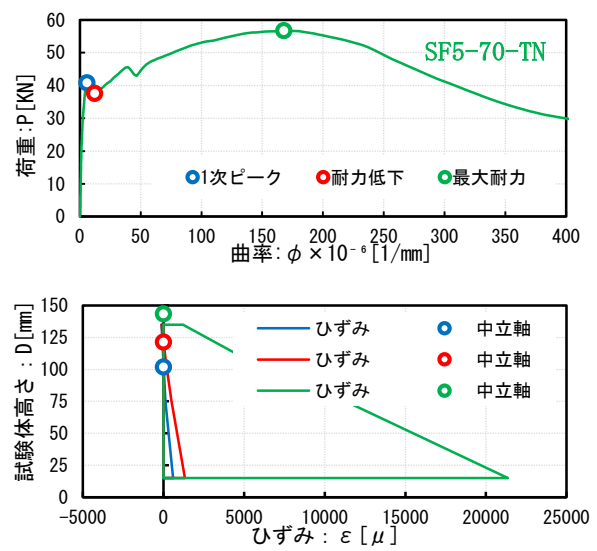 60
50
40
30
20
10
0
荷重:P[KN]
SF5-70-TN
1次ピーク 耐力低下 最大耐力
0 50 100 150 200 250 300 350 400
曲率:φ×10⁻⁶[1/mm]
150
125
100
75
50
25
0
試験体高さ:D[mm]
ひずみ 中立軸
ひずみ 中立軸
ひずみ 中立軸
-5000 0 5000 10000 15000 20000 25000
ひずみ:ε[μ]